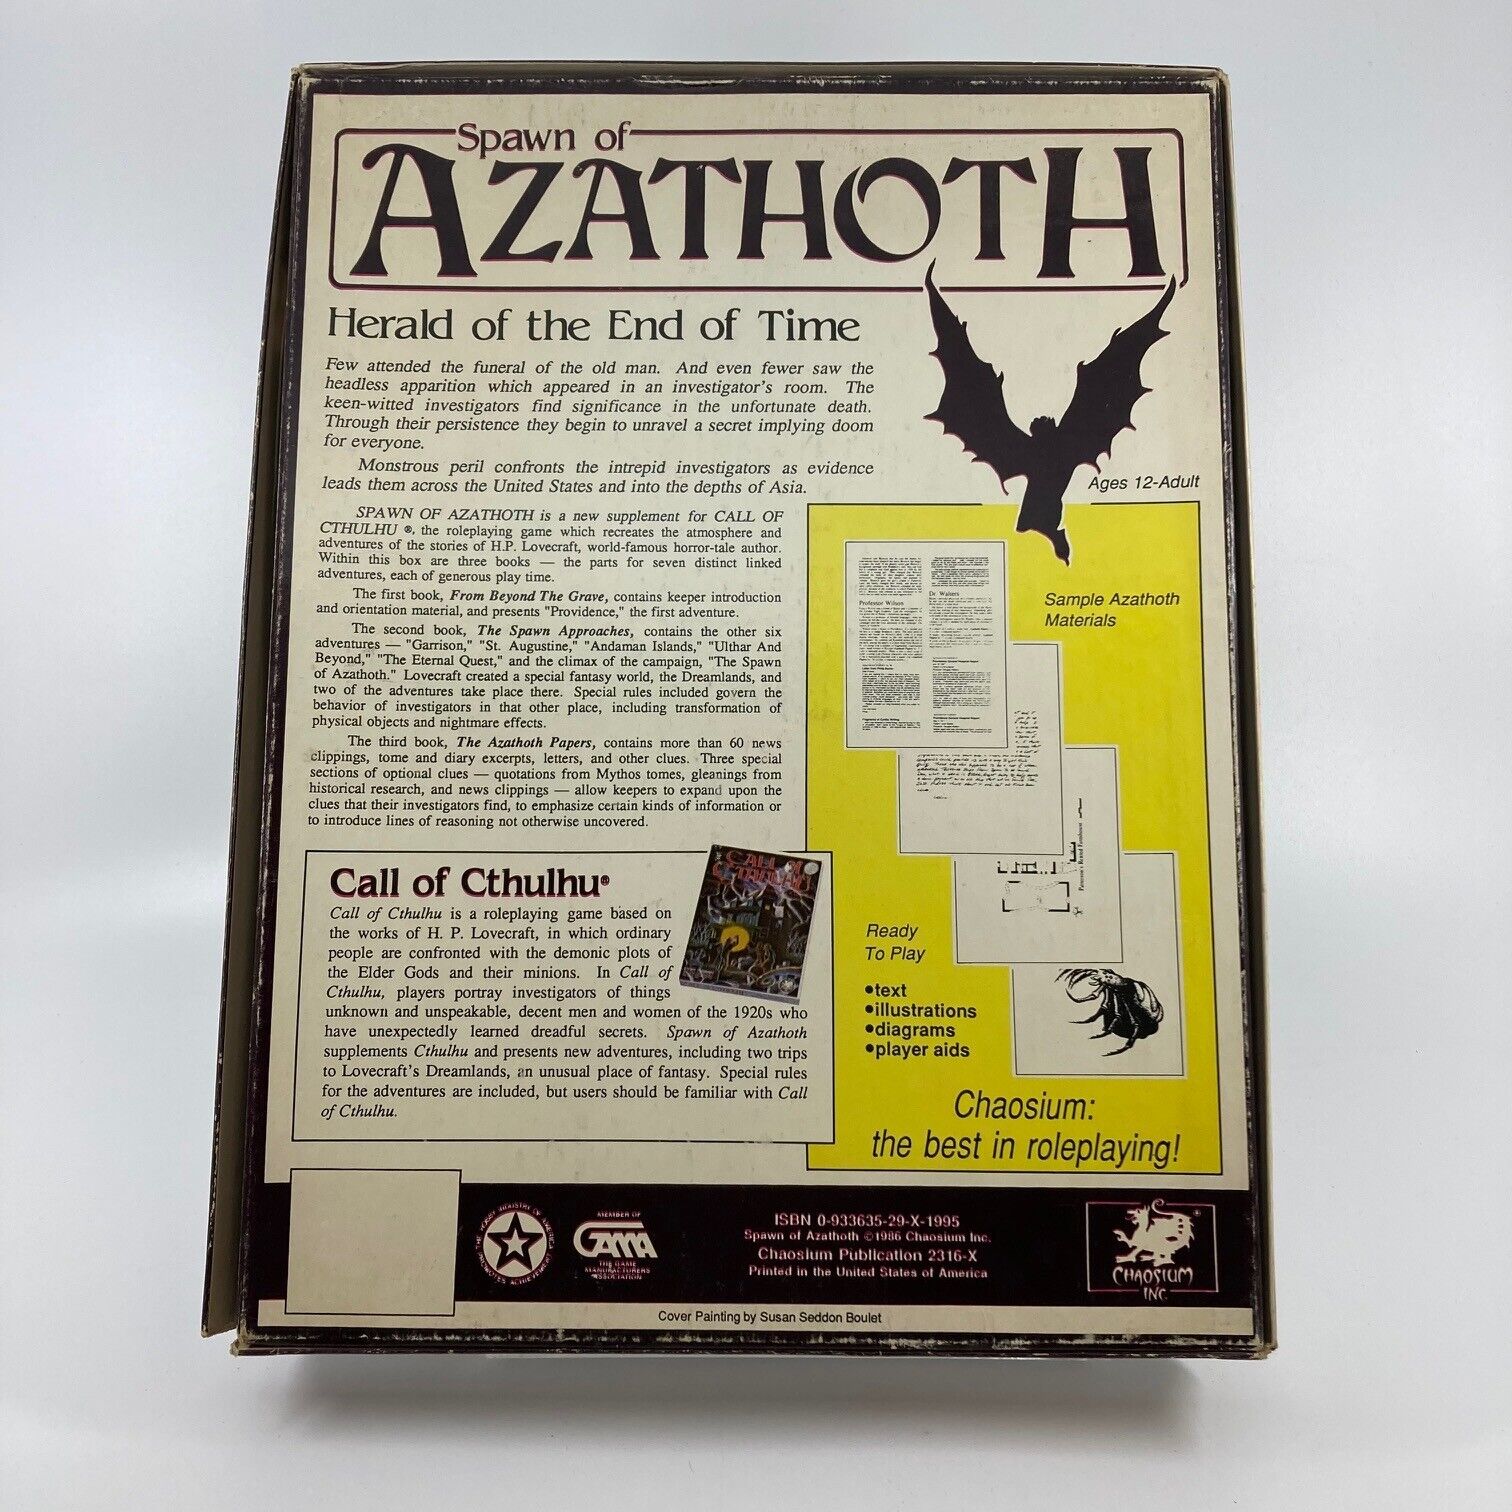 Spawn of
AZATHOTH
Herald of the End of Time
Few attended the funeral of the old man. And even fewer saw the
headless apparition which appeared in an investigator's room. The
keen-witted investigators find significance in the unfortunate death.
Through their persistence they begin to unravel a secret implying doom
for everyone.
Monstrous peril confronts the intrepid investigators as evidence
leads them across the United States and into the depths of Asia.
Ages 12-Adult
SPAWN OF AZATHOTH is a new supplement for CALL OF
CTHULHU ®, the roleplaying game which recreates the atmosphere and
adventures of the stories of H.P. Lovecraft, world-famous horror-tale author.
Within this box are three books — the parts for seven distinct linked
adventures, each of generous play time.
The first book, From Beyond The Grave, contains keeper introduction
and orientation material, and presents "Providence," the first adventure.
The second book, The Spawn Approaches, contains the other six
adventures — "Garrison," "St. Augustine," "Andaman Islands," "Ulthar And
Beyond," "The Eternal Quest," and the climax of the campaign, "The Spawn
of Azathoth." Lovecraft created a special fantasy world, the Dreamlands, and
two of the adventures take place there. Special rules included govern the
behavior of investigators in that other place, including transformation of
physical objects and nightmare effects.
The third book, The Azathoth Papers, contains more than 60 news
clippings, tome and diary excerpts, letters, and other clues. Three special
sections of optional clues — quotations from Mythos tomes, gleanings from
historical research, and news clippings — allow keepers to expand upon the
clues that their investigators find, to emphasize certain kinds of information or
to introduce lines of reasoning not otherwise uncovered.
Sample Azathoth
Materials
Professor Wilson
Dr Walters
Patterson's Rented Farmhouse
Ready
To Play
•text
•illustrations
•diagrams
•player aids
Chaosium:
the best in roleplaying!
Call of Cthulhu®
CALL of
CTHULHU
Call of Cthulhu is a roleplaying game based on
the works of H. P. Lovecraft, in which ordinary
people are confronted with the demonic plots of
the Elder Gods and their minions. In Call of
Cthulhu, players portray investigators of things
unknown and unspeakable, decent men and women of the 1920s who
have unexpectedly learned dreadful secrets. Spawn of Azathoth
supplements Cthulhu and presents new adventures, including two trips
to Lovecraft's Dreamlands, an unusual place of fantasy. Special rules
for the adventures are included, but users should be familiar with Call
of Cthulhu.
MEMBER OF
GAMA
THE GAME
MANUFACTURERS
ASSOCIATION
ISBN 0-933635-29-X-1995
Spawn of Azathoth ©1986 Chaosium Inc.
Chaosium Publication 2316-X
Printed in the United States of America
CHAOSIUM
INC
®
Cover Painting by Susan Seddon Boulet